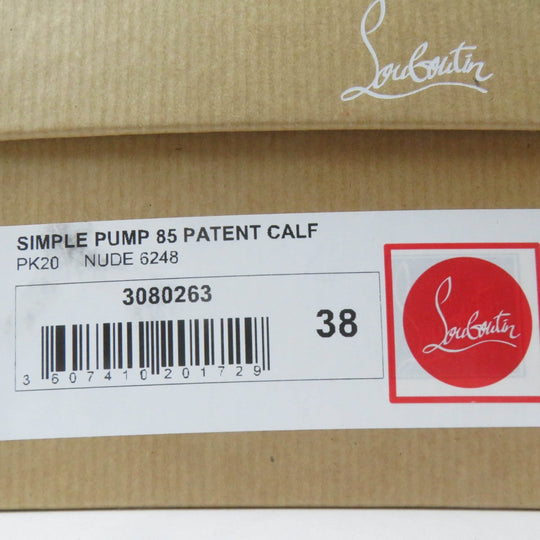 Louboutin
SIMPLE PUMP 85 PATENT CALF
PK20 NUDE 6248
3080263
38
3 607410 201729
Louboutin